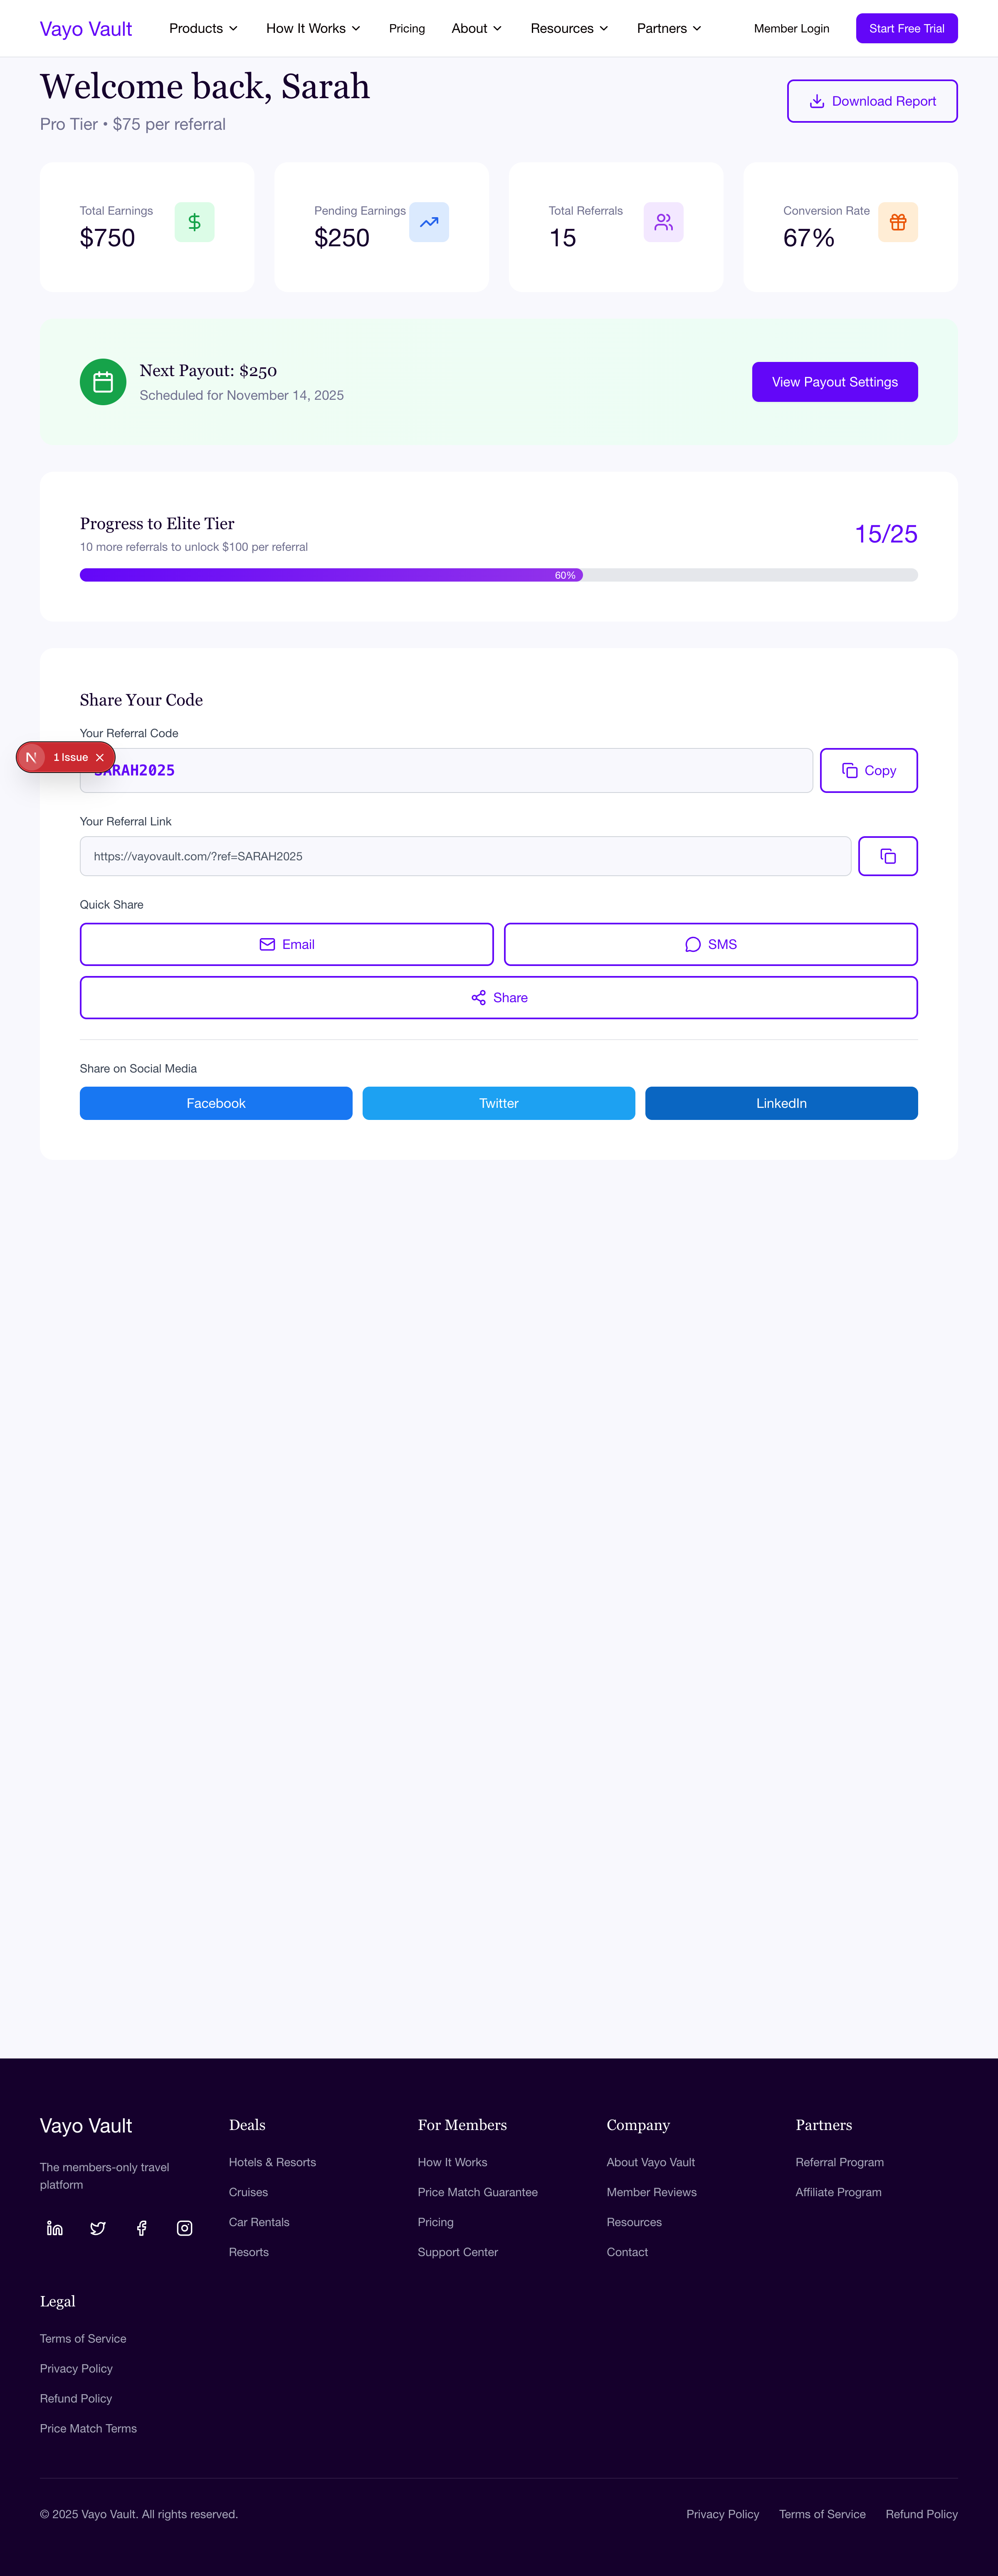 Vayo Vault
Products
How It Works
Pricing
About
Resources
Partners
Member Login
Start Free Trial
Welcome back, Sarah
Pro Tier • $75 per referral
Download Report
Total Earnings
$750
Pending Earnings
$250
Total Referrals
15
Conversion Rate
67%
Next Payout: $250
Scheduled for November 14, 2025
View Payout Settings
Progress to Elite Tier
10 more referrals to unlock $100 per referral
15/25
60%
Share Your Code
Your Referral Code
1 Issue
SARAH2025
Copy
Your Referral Link
https://vayovault.com/?ref=SARAH2025
Quick Share
Email
SMS
Share
Share on Social Media
Facebook
Twitter
LinkedIn
Vayo Vault
The members-only travel
platform
Deals
Hotels & Resorts
Cruises
Car Rentals
Resorts
For Members
How It Works
Price Match Guarantee
Pricing
Support Center
Company
About Vayo Vault
Member Reviews
Resources
Contact
Partners
Referral Program
Affiliate Program
Legal
Terms of Service
Privacy Policy
Refund Policy
Price Match Terms
© 2025 Vayo Vault. All rights reserved.
Privacy Policy
Terms of Service
Refund Policy